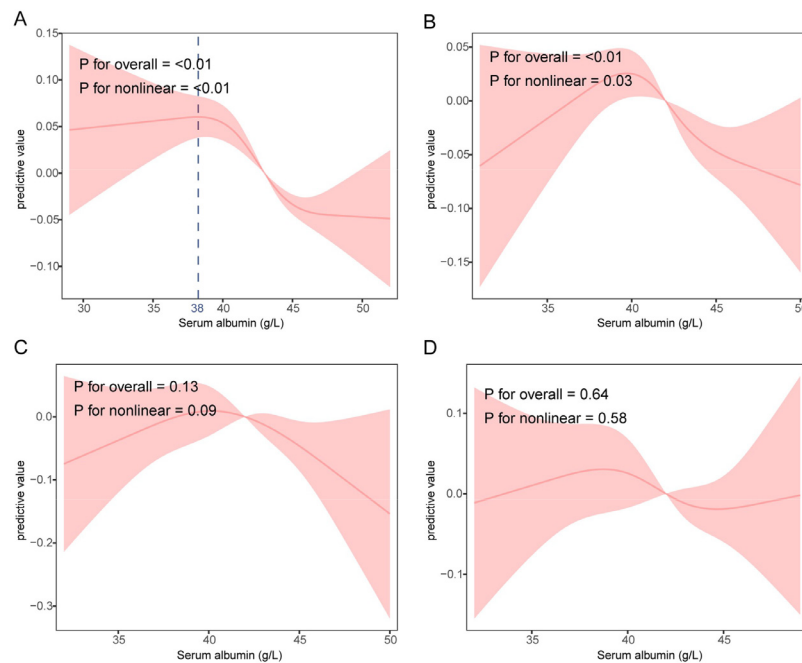 A
P for overall = <0.01
P for nonlinear = <0.01
predictive value
0.15
0.10
0.05
0.00
−0.05
−0.10
30
35
38
40
45
50
Serum albumin (g/L)
B
P for overall = <0.01
P for nonlinear = 0.03
predictive value
0.05
0.00
−0.05
−0.10
−0.15
35
40
45
50
Serum albumin (g/L)
C
P for overall = 0.13
P for nonlinear = 0.09
predictive value
0.0
−0.1
−0.2
−0.3
35
40
45
50
Serum albumin (g/L)
D
P for overall = 0.64
P for nonlinear = 0.58
predictive value
0.1
0.0
−0.1
35
40
45
Serum albumin (g/L)